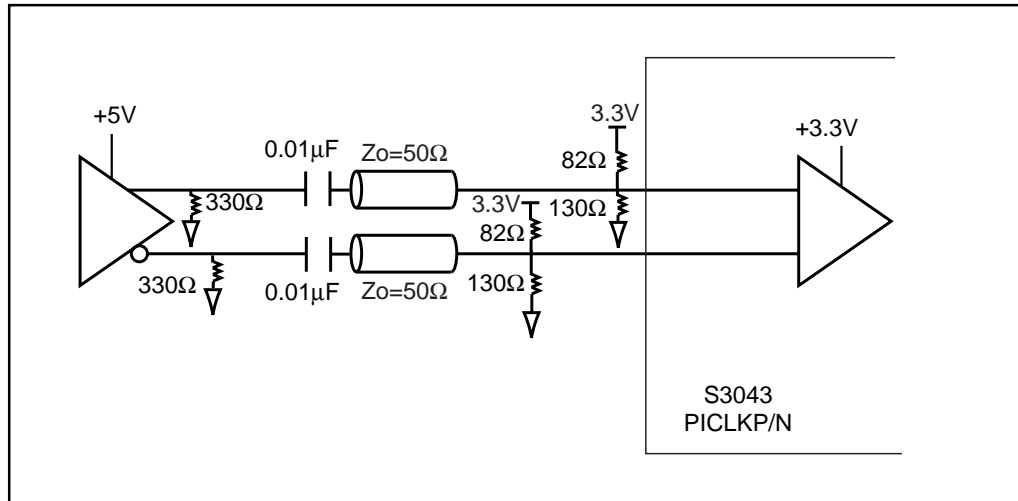 +5V
0.01μF
Zo=50Ω
3.3V
+3.3V
82Ω
330Ω
3.3V
130Ω
82Ω
330Ω
0.01μF
Zo=50Ω
130Ω
S3043
PICLKP/N